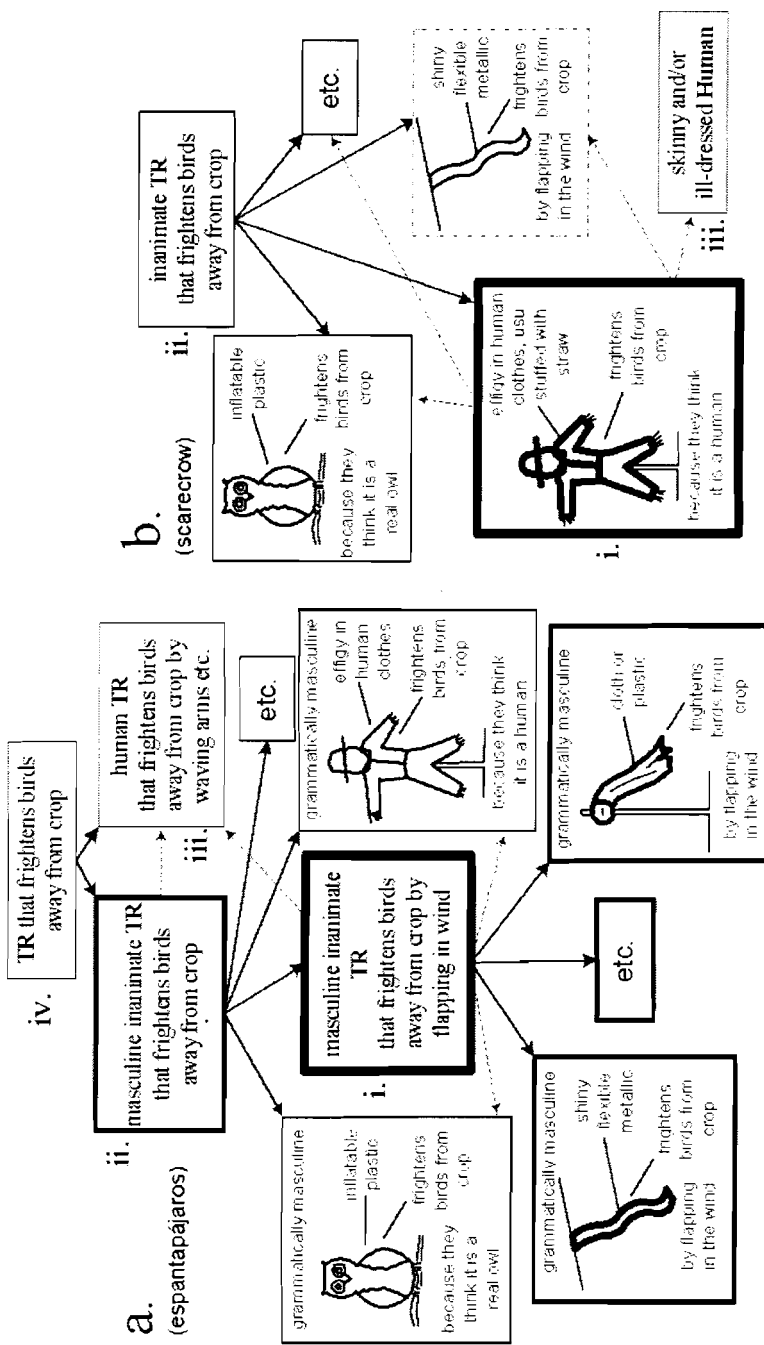 a.
(espantapájaros)
iv.
TR that frightens birds
away from crop
ii.
masculine inanimate TR
that frightens birds
away from crop
iii.
human TR
that frightens birds
away from crop by
waving arms etc.
etc.
grammatically masculine
inflatable
plastic
frightens
birds from
crop
because they
think it is a
real owl
i.
masculine inanimate
TR
that frightens birds
away from crop by
flapping in wind
grammatically masculine
effigy in
human
clothes
frightens
birds from
crop
because they think
it is a human
grammatically masculine
shiny
flexible
metallic
frightens
birds from
crop
by flapping
in the wind
etc.
grammatically masculine
cloth or
plastic
frightens
birds from
crop
by flapping
in the wind
b.
(scarecrow)
ii.
inanimate TR
that frightens birds
away from crop
etc.
inflatable
plastic
frightens
birds from
crop
because they
think it is a
real owl
shiny
flexible
metallic
frightens
birds from
crop
by flapping
in the wind
i.
effigy in human
clothes, usu
stuffed with
straw
frightens
birds from
crop
because they think
it is a human
iii.
skinny and/or
ill-dressed Human